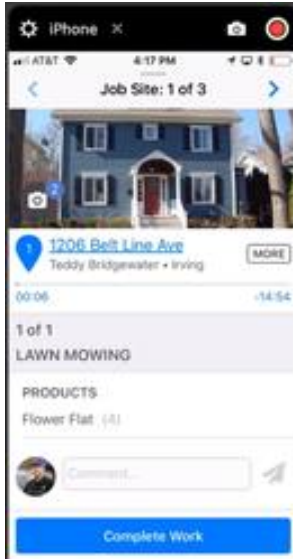 iPhone
AT&T 4:17 PM
Job Site: 1 of 3
2
1 1206 Belt Line Ave
Teddy Bridgewater • Irving
MORE
00:06 -14:54
1 of 1
LAWN MOWING
PRODUCTS
Flower Flat (4)
Comment...
Complete Work